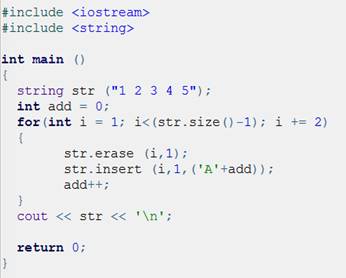 #include <iostream>
#include <string>
int main ()
{
string str ("1 2 3 4 5");
int add = 0;
for(int i = 1; i<(str.size()-1); i += 2)
{
str.erase (i,1);
str.insert (i,1,('A'+add));
add++;
}
cout << str << '\n';
return 0;
}